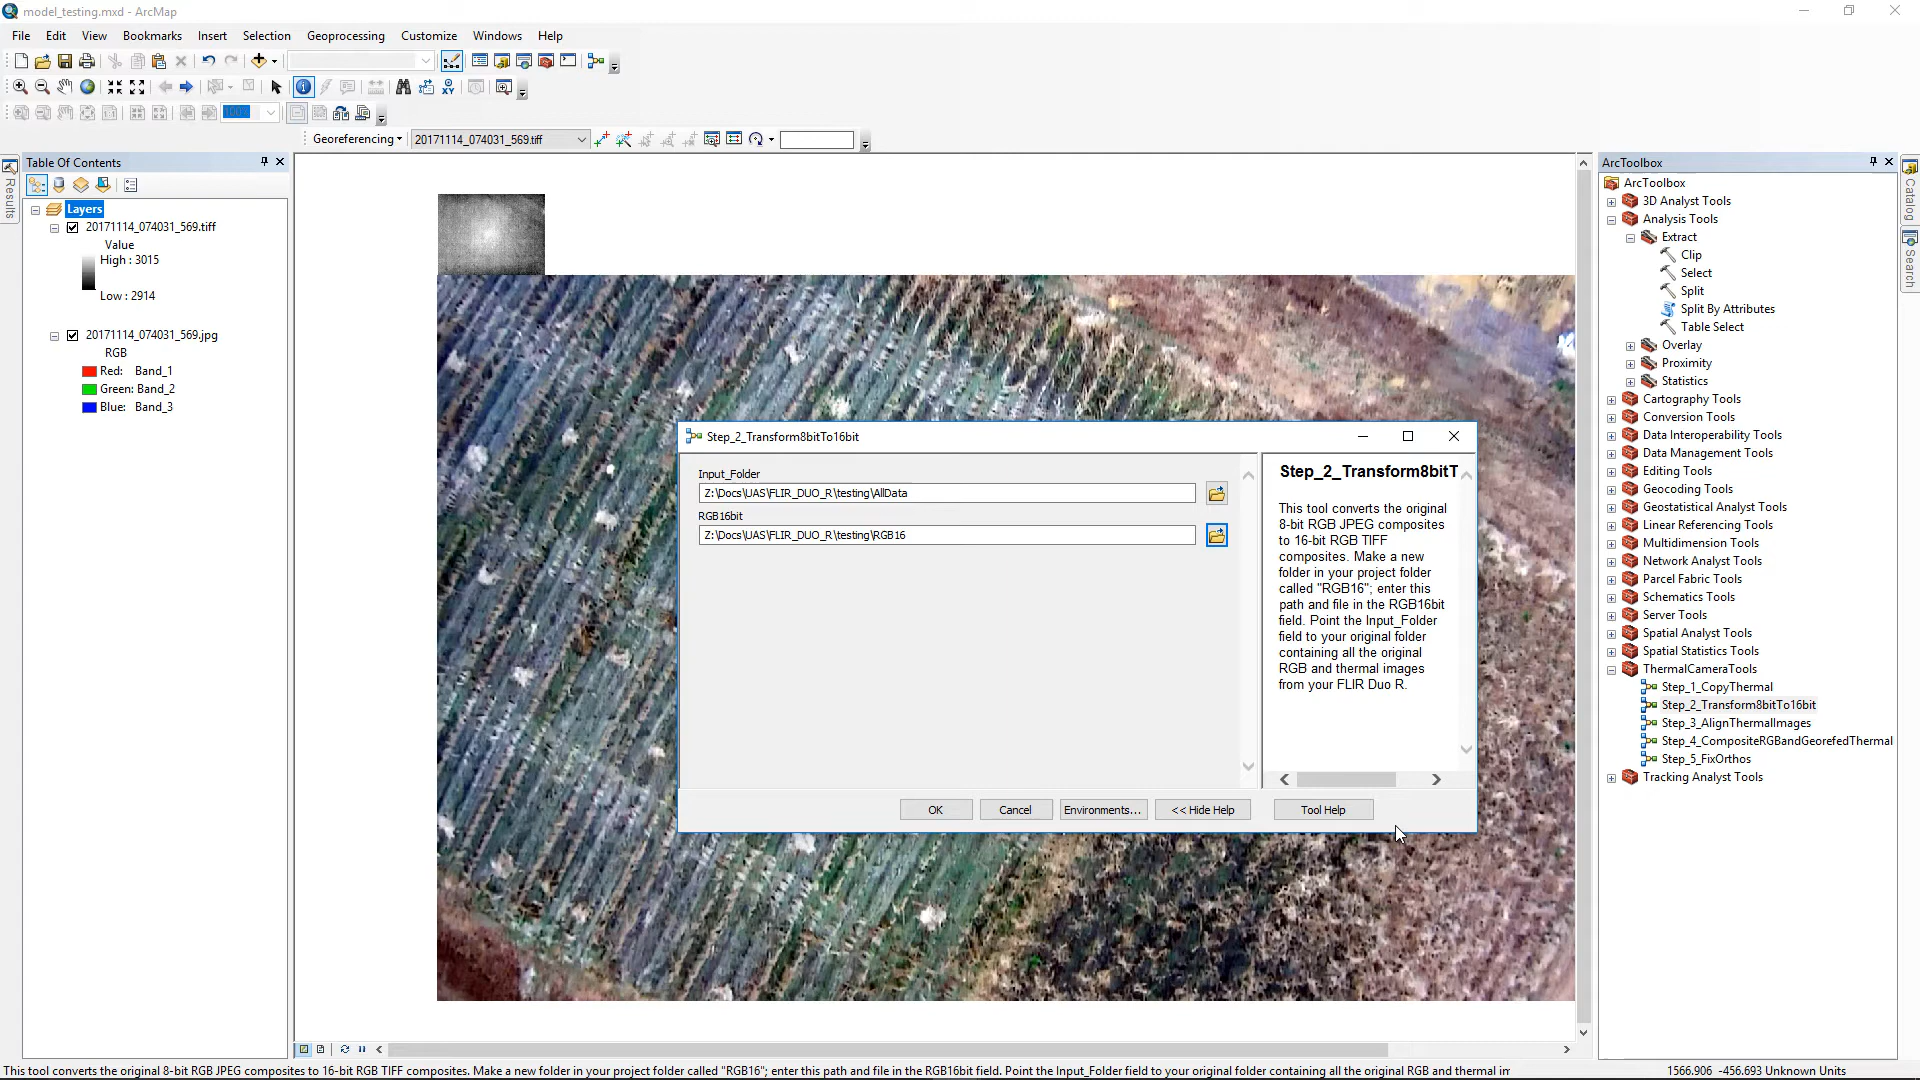 model_testing.mxd - ArcMap
File Edit View Bookmarks Insert Selection Geoprocessing Customize Windows Help
100%
Georeferencing 20171114_074031_569.tiff
Results
Table Of Contents
Layers
20171114_074031_569.tiff
Value
High : 3015
Low : 2914
20171114_074031_569.jpg
RGB
Red: Band_1
Green: Band_2
Blue: Band_3
Step_2_Transform8bitTo16bit
Input_Folder
Z:\Docs\UAS\FLIR_DUO_R\testing\AllData
RGB16bit
Z:\Docs\UAS\FLIR_DUO_R\testing\RGB16
Step_2_Transform8bitT
This tool converts the original
8-bit RGB JPEG composites
to 16-bit RGB TIFF
composites. Make a new
folder in your project folder
called "RGB16"; enter this
path and file in the RGB16bit
field. Point the Input_Folder
field to your original folder
containing all the original
RGB and thermal images
from your FLIR Duo R.
OK Cancel Environments... << Hide Help Tool Help
ArcToolbox
ArcToolbox
3D Analyst Tools
Analysis Tools
Extract
Clip
Select
Split
Split By Attributes
Table Select
Overlay
Proximity
Statistics
Cartography Tools
Conversion Tools
Data Interoperability Tools
Data Management Tools
Editing Tools
Geocoding Tools
Geostatistical Analyst Tools
Linear Referencing Tools
Multidimension Tools
Network Analyst Tools
Parcel Fabric Tools
Schematics Tools
Server Tools
Spatial Analyst Tools
Spatial Statistics Tools
ThermalCameraTools
Step_1_CopyThermal
Step_2_Transform8bitTo16bit
Step_3_AlignThermalImages
Step_4_CompositeRGBandGeorefedThermal
Step_5_FixOrthos
Tracking Analyst Tools
Catalog
Search
This tool converts the original 8-bit RGB JPEG composites to 16-bit RGB TIFF composites. Make a new folder in your project folder called "RGB16"; enter this path and file in the RGB16bit field. Point the Input_Folder field to your original folder containing all the original RGB and thermal in
1566.906 -456.693 Unknown Units